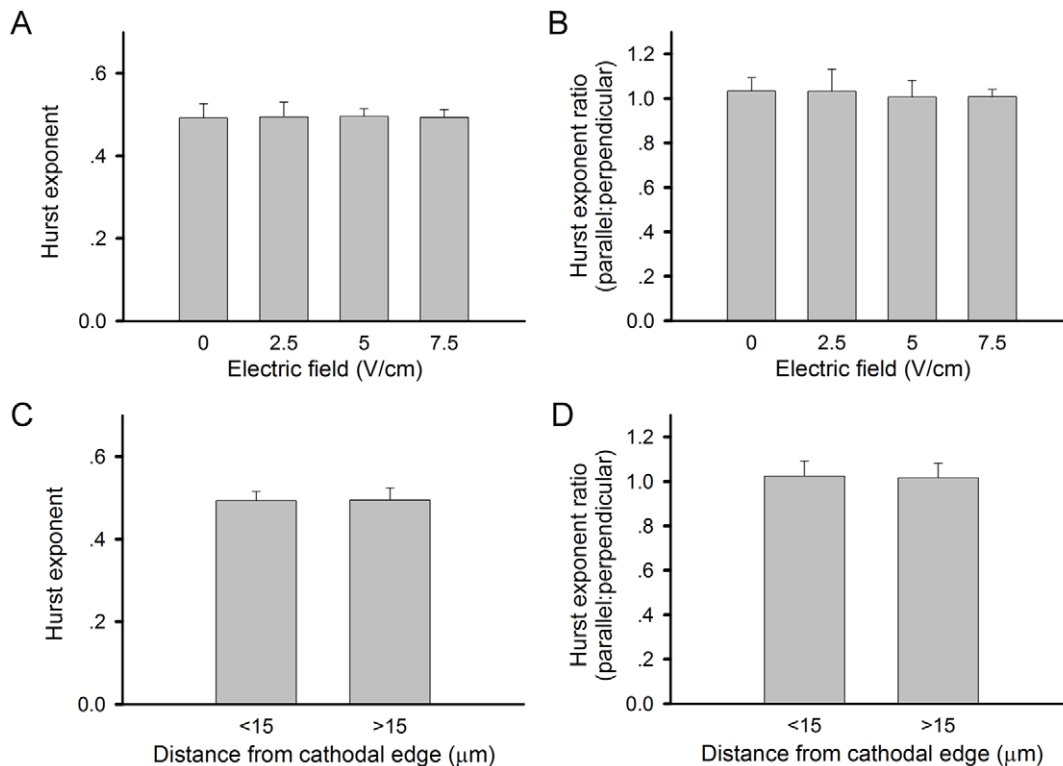 A
Hurst exponent
.6
.4
.2
0.0
0 2.5 5 7.5
Electric field (V/cm)
B
Hurst exponent ratio
(parallel:perpendicular)
1.2
1.0
.8
.6
.4
.2
0.0
0 2.5 5 7.5
Electric field (V/cm)
C
Hurst exponent
.6
.4
.2
0.0
<15 >15
Distance from cathodal edge (μm)
D
Hurst exponent ratio
(parallel:perpendicular)
1.2
1.0
.8
.6
.4
.2
0.0
<15 >15
Distance from cathodal edge (μm)